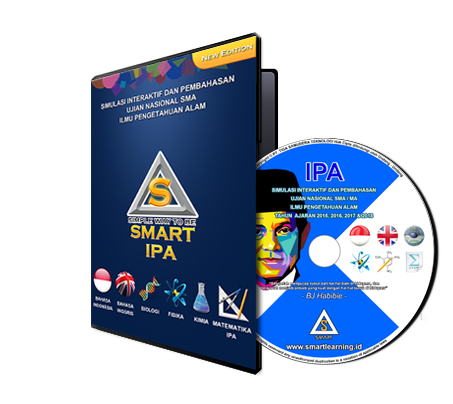 NEW EDITION
SIMULASI INTERAKTIF DAN PEMBAHASAN
UJIAN NASIONAL SMA
ILMU PENGETAHUAN ALAM
S
SIMPLE WAY TO BE
SMART
IPA
BAHASA INDONESIA
BAHASA INGGRIS
BIOLOGI
FISIKA
KIMIA
MATEMATIKA IPA
IPA
SIMULASI INTERAKTIF DAN PEMBAHASAN
UJIAN NASIONAL SMA / MA
ILMU PENGETAHUAN ALAM
TAHUN AJARAN 2015, 2016, 2017 & 2018
- BJ Habibie -
S
SMART
www.smartlearning.id